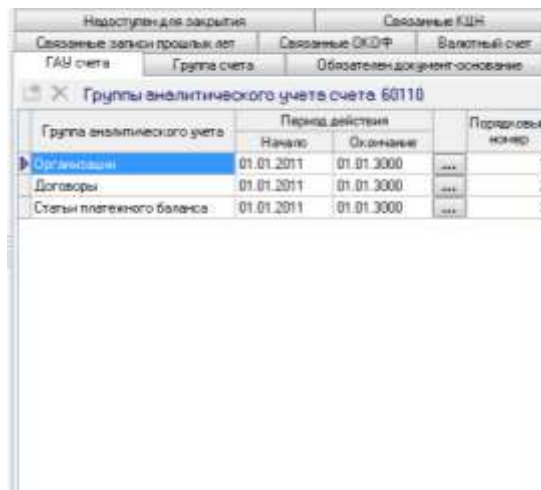 Недоступен для закрытия Связанные КЦН
Связанные записи прошлых лет Связанные ОКОФ Валютный счет
ГАУ счета Группа счета Обязателен документ-основание
Группы аналитического учета счета 60110
Группа аналитического учета Период действия Порядковый
Начало Окончание номер
Организации 01.01.2011 01.01.3000 ...
Договоры 01.01.2011 01.01.3000 ...
Статьи платежного баланса 01.01.2011 01.01.3000 ...